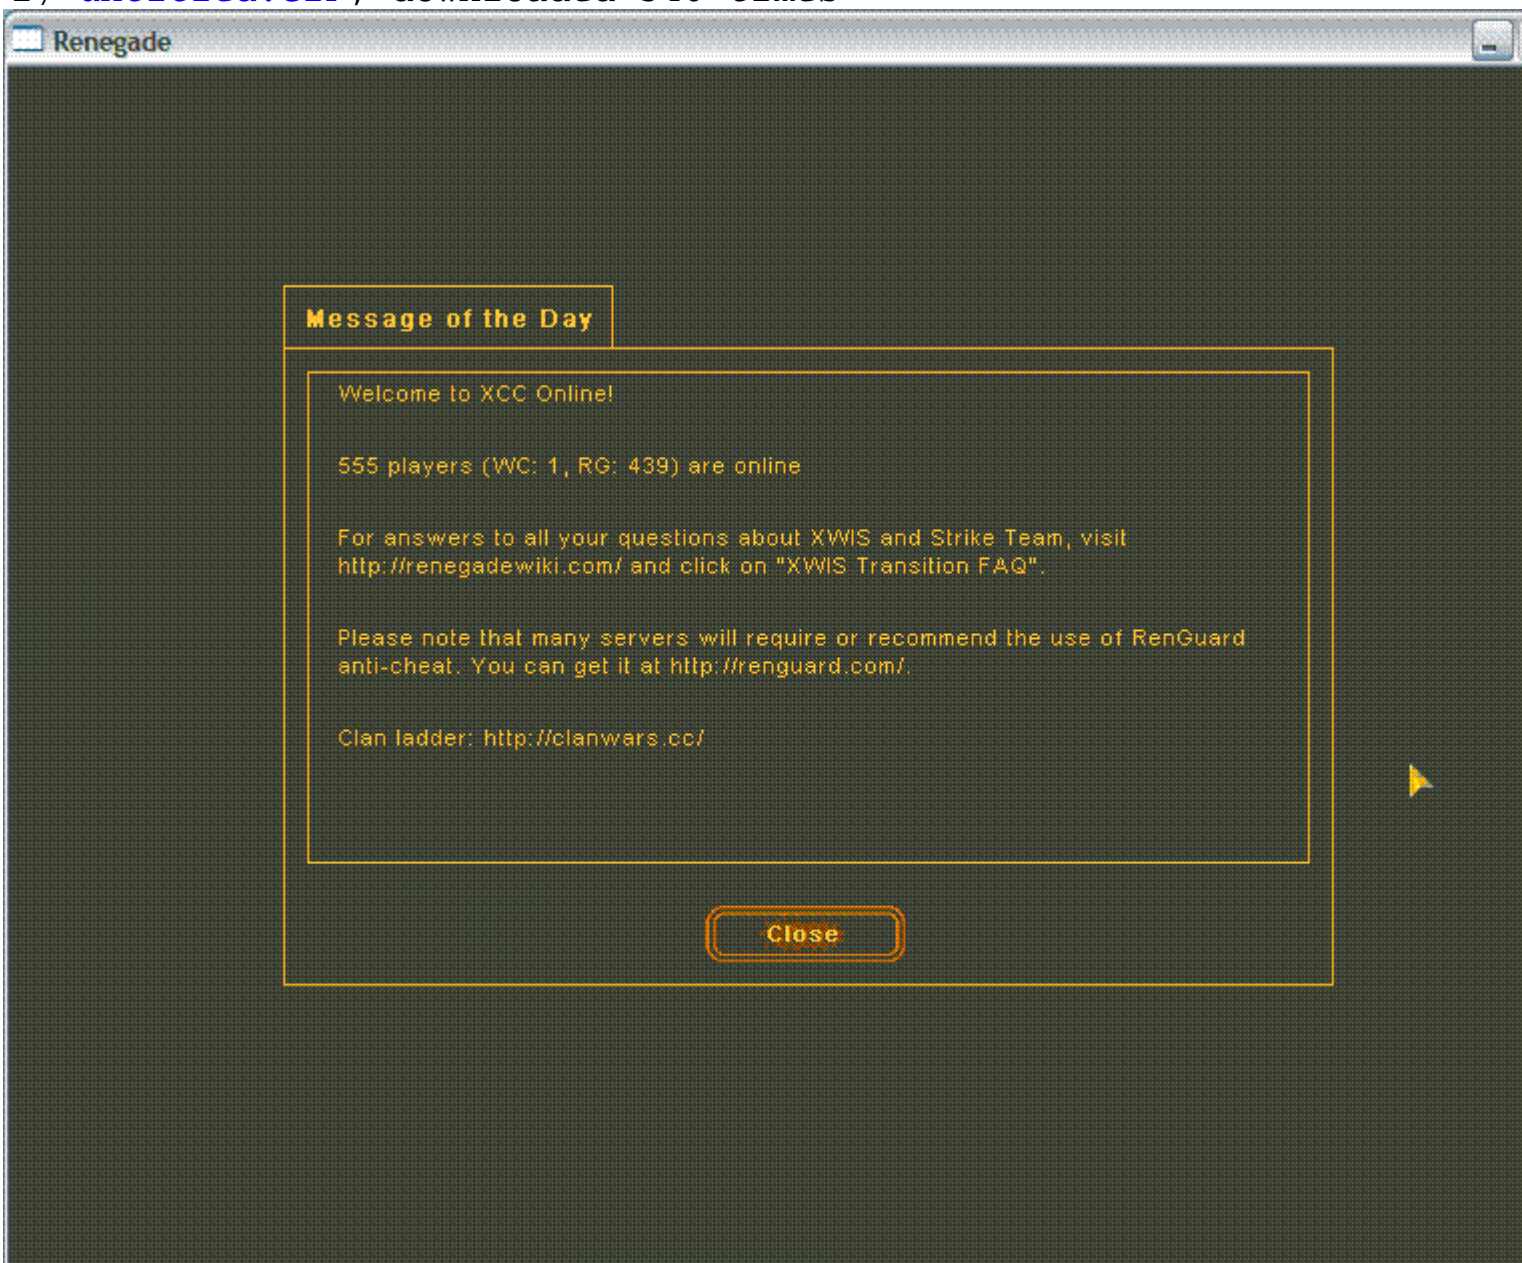 Renegade
Message of the Day
Welcome to XCC Online!
555 players (WC: 1, RG: 439) are online
For answers to all your questions about XWIS and Strike Team, visit
http://renegadewiki.com/ and click on "XWIS Transition FAQ".
Please note that many servers will require or recommend the use of RenGuard
anti-cheat. You can get it at http://renguard.com/.
Clan ladder: http://clanwars.cc/
Close